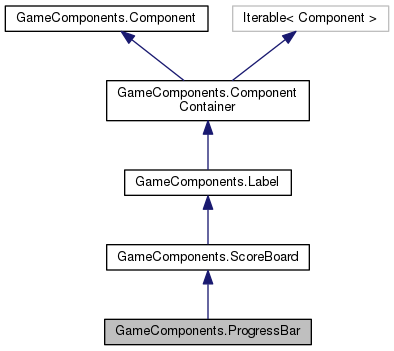 GameComponents.Component
Iterable< Component >
GameComponents.Component
Container
GameComponents.Label
GameComponents.ScoreBoard
GameComponents.ProgressBar